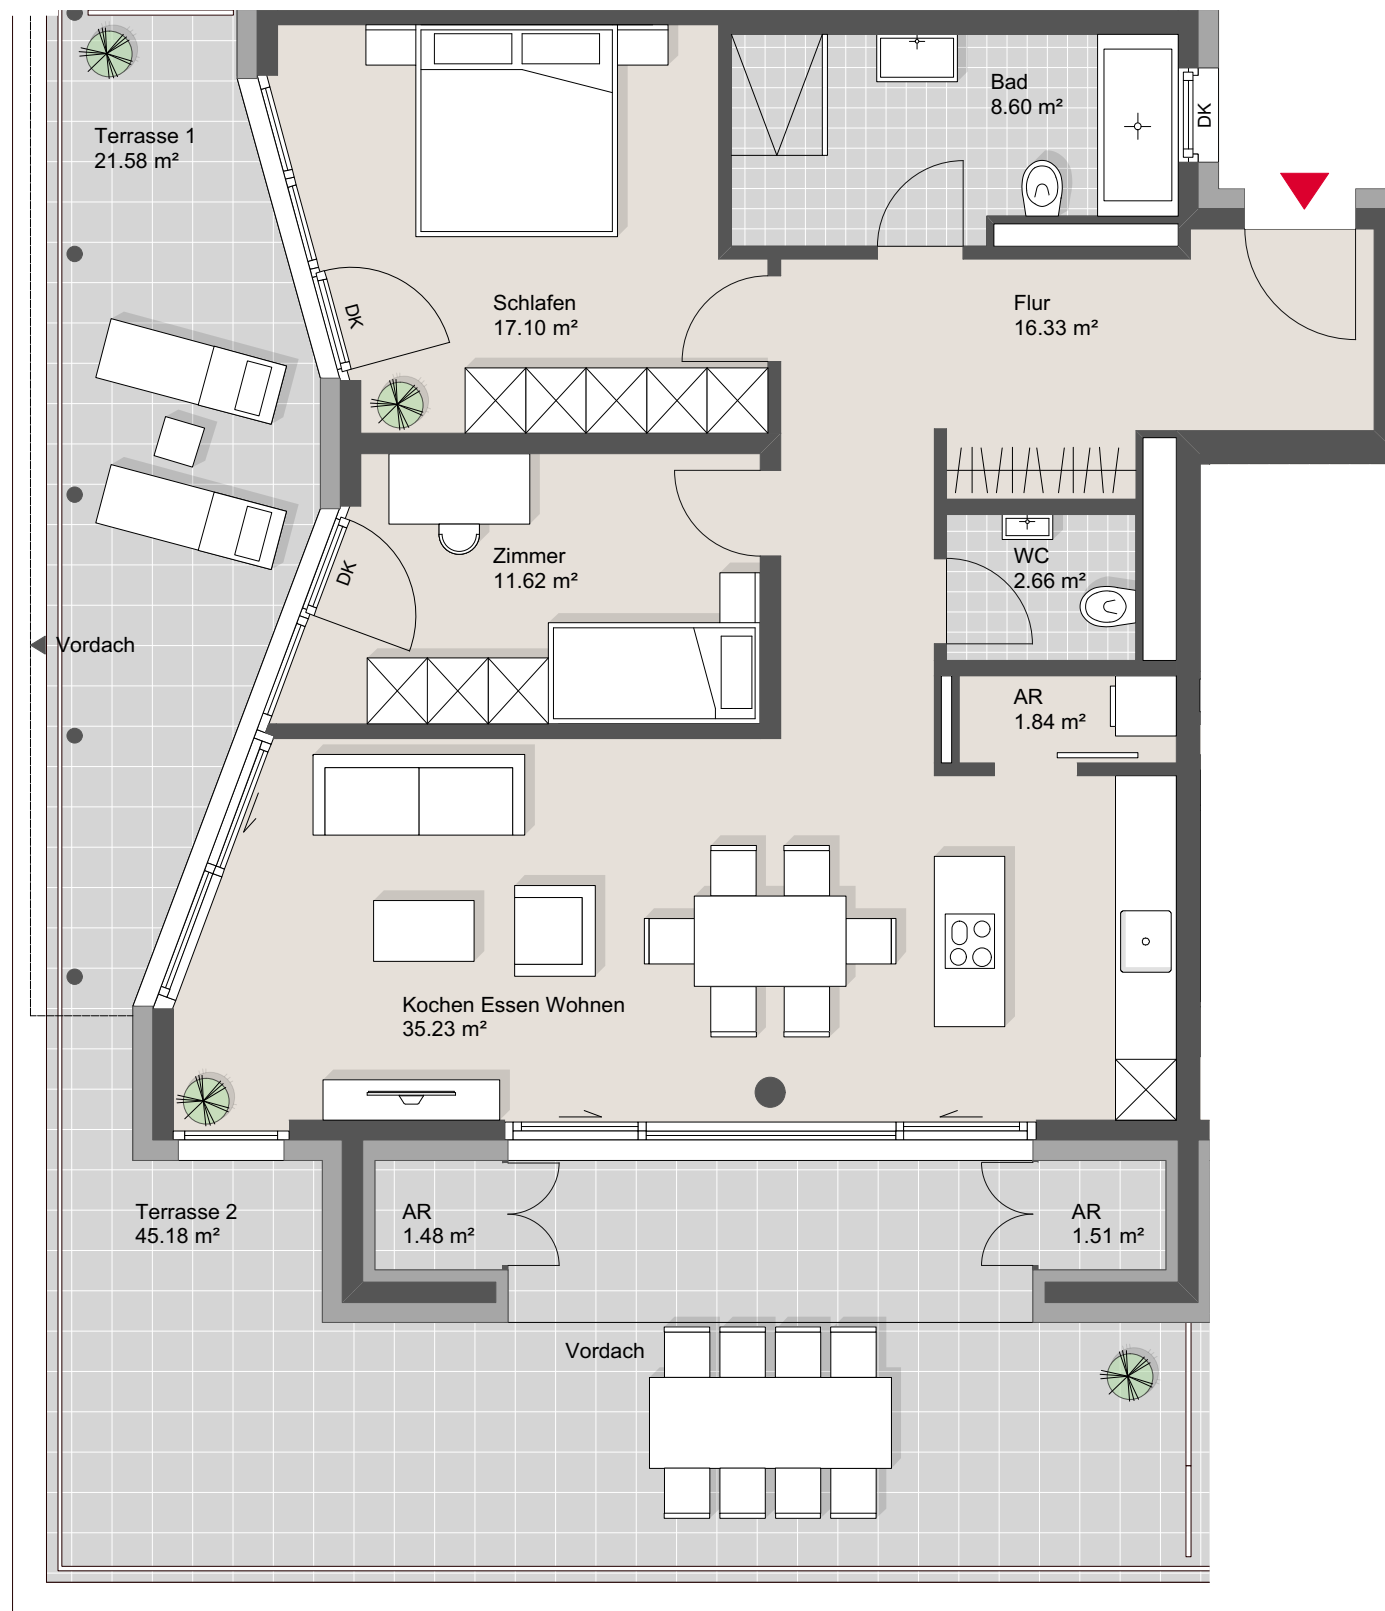 Bad
8.60 m²
DK
Terrasse 1
21.58 m²
Schlafen
17.10 m²
DK
Flur
16.33 m²
Zimmer
11.62 m²
DK
WC
2.66 m²
Vordach
AR
1.84 m²
Kochen Essen Wohnen
35.23 m²
Terrasse 2
45.18 m²
AR
1.48 m²
AR
1.51 m²
Vordach